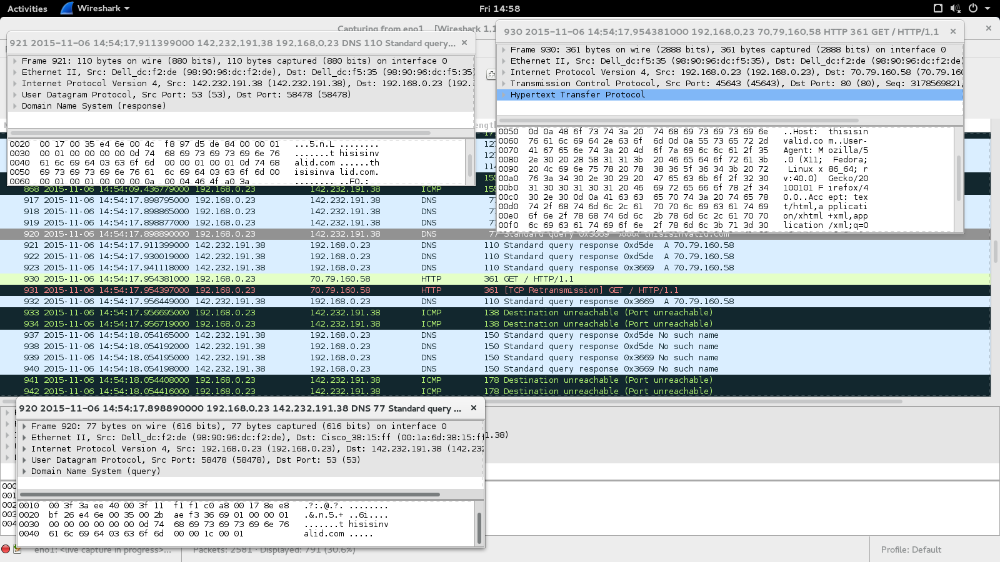 Activities Wireshark Fri 14:58
Capturing from eno1 [Wireshark 1.1
921 2015-11-06 14:54:17.911399000 142.232.191.38 192.168.0.23 DNS 110 Standard query...
Frame 921: 110 bytes on wire (880 bits), 110 bytes captured (880 bits) on interface 0
Ethernet II, Src: Dell_dc:f2:de (98:90:96:dc:f2:de), Dst: Dell_dc:f5:35 (98:90:96:dc:f5:35)
Internet Protocol Version 4, Src: 142.232.191.38 (142.232.191.38), Dst: 192.168.0.23 (192.1
User Datagram Protocol, Src Port: 53 (53), Dst Port: 58478 (58478)
Domain Name System (response)
0020 00 17 00 35 e4 6e 00 4c f8 97 d5 de 84 00 00 01 ...5.n.L ........
0030 00 01 00 00 00 00 0d 74 68 69 73 69 73 69 6e 76 .......t hisisinv
0040 61 6c 69 64 03 63 6f 6d 00 00 01 00 01 0d 74 68 alid.com ......th
0050 69 73 69 73 69 6e 76 61 6c 69 64 03 63 6f 6d 00 isisinva lid.com.
0060 01 00 01 00 00 00 0a 00 04 46 4f a0 3a ........ ..FO.:
930 2015-11-06 14:54:17.954381000 192.168.0.23 70.79.160.58 HTTP 361 GET / HTTP/1.1
Frame 930: 361 bytes on wire (2888 bits), 361 bytes captured (2888 bits) on interface 0
Ethernet II, Src: Dell_dc:f5:35 (98:90:96:dc:f5:35), Dst: Dell_dc:f2:de (98:90:96:dc:f2:de)
Internet Protocol Version 4, Src: 192.168.0.23 (192.168.0.23), Dst: 70.79.160.58 (70.79.160
Transmission Control Protocol, Src Port: 45643 (45643), Dst Port: 80 (80), Seq: 3178569821,
Hypertext Transfer Protocol
0050 0d 0a 48 6f 73 74 3a 20 74 68 69 73 69 73 69 6e ..Host: thisisin
0060 76 61 6c 69 64 2e 63 6f 6d 0d 0a 55 73 65 72 2d valid.co m..User-
0070 41 67 65 6e 74 3a 20 4d 6f 7a 69 6c 6c 61 2f 35 Agent: M ozilla/5
0080 2e 30 20 28 58 31 31 3b 20 46 65 64 6f 72 61 3b .0 (X11; Fedora;
0090 20 4c 69 6e 75 78 20 78 38 36 5f 36 34 3b 20 72 Linux x 86_64; r
00a0 76 3a 34 30 2e 30 29 20 47 65 63 6b 6f 2f 32 30 v:40.0) Gecko/20
00b0 31 30 30 31 30 31 20 46 69 72 65 66 6f 78 2f 34 100101 F irefox/4
00c0 30 2e 30 0d 0a 41 63 63 65 70 74 3a 20 74 65 78 0.0..Acc ept: tex
00d0 74 2f 68 74 6d 6c 2c 61 70 70 6c 69 63 61 74 69 t/html,a pplicati
00e0 6f 6e 2f 78 68 74 6d 6c 2b 78 6d 6c 2c 61 70 70 on/xhtml +xml,app
00f0 6c 69 63 61 74 69 6f 6e 2f 78 6d 6c 3b 71 3d 30 lication /xml;q=0
868 2015-11-06 14:54:09.436779000 192.168.0.23 142.232.191.38 ICMP 155
917 2015-11-06 14:54:17.898795000 192.168.0.23 142.232.191.38 DNS 77
918 2015-11-06 14:54:17.898865000 192.168.0.23 142.232.191.38 DNS 77
919 2015-11-06 14:54:17.898877000 192.168.0.23 142.232.191.38 DNS 77
920 2015-11-06 14:54:17.898890000 192.168.0.23 142.232.191.38 DNS 77 Standard query 0x3669 AAAA thisisinvalid.com
921 2015-11-06 14:54:17.911399000 142.232.191.38 192.168.0.23 DNS 110 Standard query response 0xd5de A 70.79.160.58
922 2015-11-06 14:54:17.930019000 142.232.191.38 192.168.0.23 DNS 110 Standard query response 0xd5de A 70.79.160.58
923 2015-11-06 14:54:17.941118000 142.232.191.38 192.168.0.23 DNS 110 Standard query response 0x3669 A 70.79.160.58
930 2015-11-06 14:54:17.954381000 192.168.0.23 70.79.160.58 HTTP 361 GET / HTTP/1.1
931 2015-11-06 14:54:17.954397000 192.168.0.23 70.79.160.58 HTTP 361 [TCP Retransmission] GET / HTTP/1.1
932 2015-11-06 14:54:17.956449000 142.232.191.38 192.168.0.23 DNS 110 Standard query response 0x3669 A 70.79.160.58
933 2015-11-06 14:54:17.956695000 192.168.0.23 142.232.191.38 ICMP 138 Destination unreachable (Port unreachable)
934 2015-11-06 14:54:17.956719000 192.168.0.23 142.232.191.38 ICMP 138 Destination unreachable (Port unreachable)
937 2015-11-06 14:54:18.054165000 142.232.191.38 192.168.0.23 DNS 150 Standard query response 0xd5de No such name
938 2015-11-06 14:54:18.054192000 142.232.191.38 192.168.0.23 DNS 150 Standard query response 0xd5de No such name
939 2015-11-06 14:54:18.054195000 142.232.191.38 192.168.0.23 DNS 150 Standard query response 0x3669 No such name
940 2015-11-06 14:54:18.054198000 142.232.191.38 192.168.0.23 DNS 150 Standard query response 0x3669 No such name
941 2015-11-06 14:54:18.054408000 192.168.0.23 142.232.191.38 ICMP 178 Destination unreachable (Port unreachable)
942 2015-11-06 14:54:18.054416000 192.168.0.23 142.232.191.38 ICMP 178 Destination unreachable (Port unreachable)
920 2015-11-06 14:54:17.898890000 192.168.0.23 142.232.191.38 DNS 77 Standard query ...
Frame 920: 77 bytes on wire (616 bits), 77 bytes captured (616 bits) on interface 0
Ethernet II, Src: Dell_dc:f2:de (98:90:96:dc:f2:de), Dst: Cisco_38:15:ff (00:1a:6d:38:15:ff
Internet Protocol Version 4, Src: 192.168.0.23 (192.168.0.23), Dst: 142.232.191.38 (142.232
User Datagram Protocol, Src Port: 58478 (58478), Dst Port: 53 (53)
Domain Name System (query)
0010 00 3f 3a ee 40 00 3f 11 f1 f1 c0 a8 00 17 8e e8 .?:.@.?. ........
0020 bf 26 e4 6e 00 35 00 2b ae f3 36 69 01 00 00 01 .&.n.5.+ ..6i....
0030 00 00 00 00 00 00 0d 74 68 69 73 69 73 69 6e 76 .......t hisisinv
0040 61 6c 69 64 03 63 6f 6d 00 00 1c 00 01 alid.com .....
eno1: <live capture in progress>... Packets: 2581 · Displayed: 791 (30.6%) Profile: Default